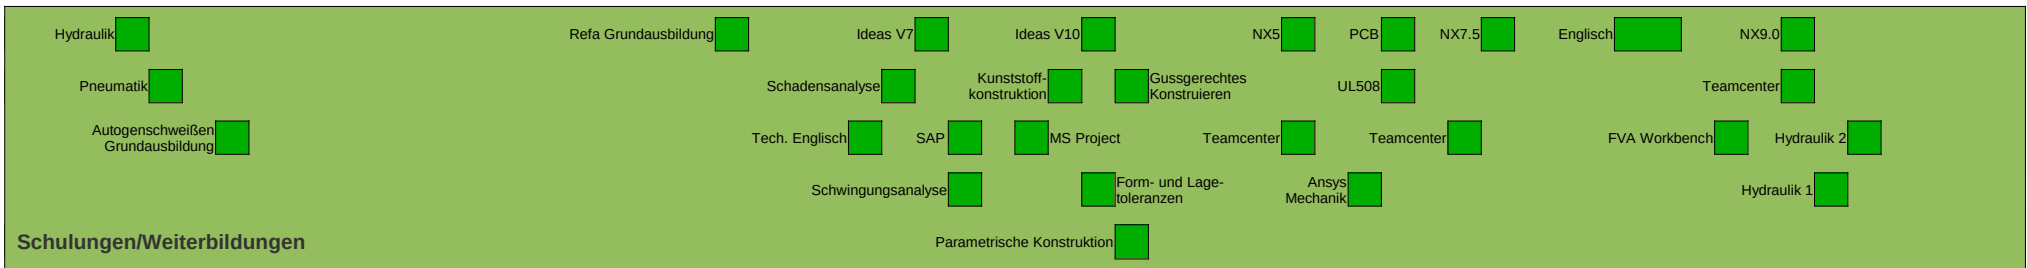 Hydraulik
Refa Grundausbildung
Ideas V7
Ideas V10
NX5
PCB
NX7.5
Englisch
NX9.0
Pneumatik
Schadensanalyse
Kunststoff-
konstruktion
Gussgerechtes
Konstruieren
UL508
Teamcenter
Autogenschweißen
Grundausbildung
Tech. Englisch
SAP
MS Project
Teamcenter
Teamcenter
FVA Workbench
Hydraulik 2
Schwingungsanalyse
Form- und Lage-
toleranzen
Ansys
Mechanik
Hydraulik 1
Schulungen/Weiterbildungen
Parametrische Konstruktion